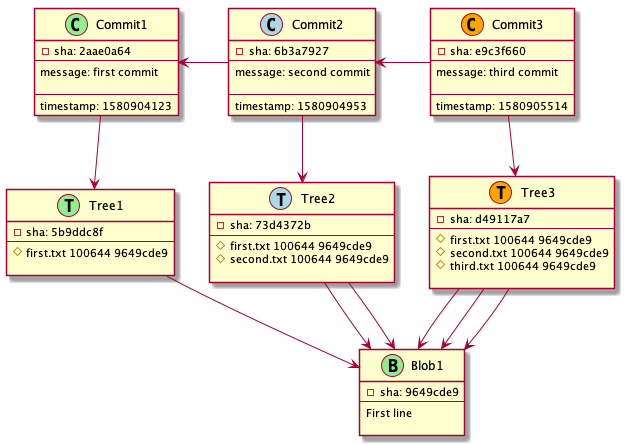 C Commit1
sha: 2aae0a64
message: first commit
timestamp: 1580904123
C Commit2
sha: 6b3a7927
message: second commit
timestamp: 1580904953
C Commit3
sha: e9c3f660
message: third commit
timestamp: 1580905514
T Tree1
sha: 5b9ddc8f
first.txt 100644 9649cde9
T Tree2
sha: 73d4372b
first.txt 100644 9649cde9
second.txt 100644 9649cde9
T Tree3
sha: d49117a7
first.txt 100644 9649cde9
second.txt 100644 9649cde9
third.txt 100644 9649cde9
B Blob1
sha: 9649cde9
First line